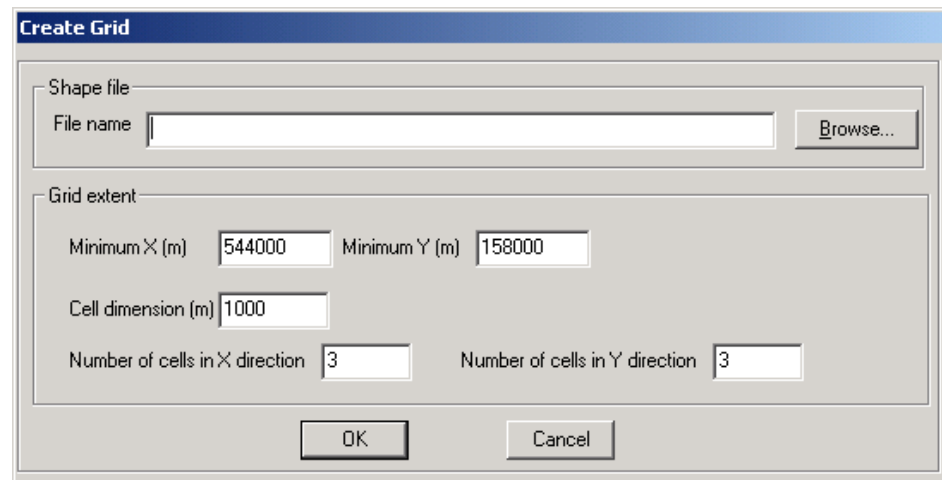 Create Grid
Shape file
File name
Browse...
Grid extent
Minimum X (m) 544000 Minimum Y (m) 158000
Cell dimension (m) 1000
Number of cells in X direction 3 Number of cells in Y direction 3
OK Cancel